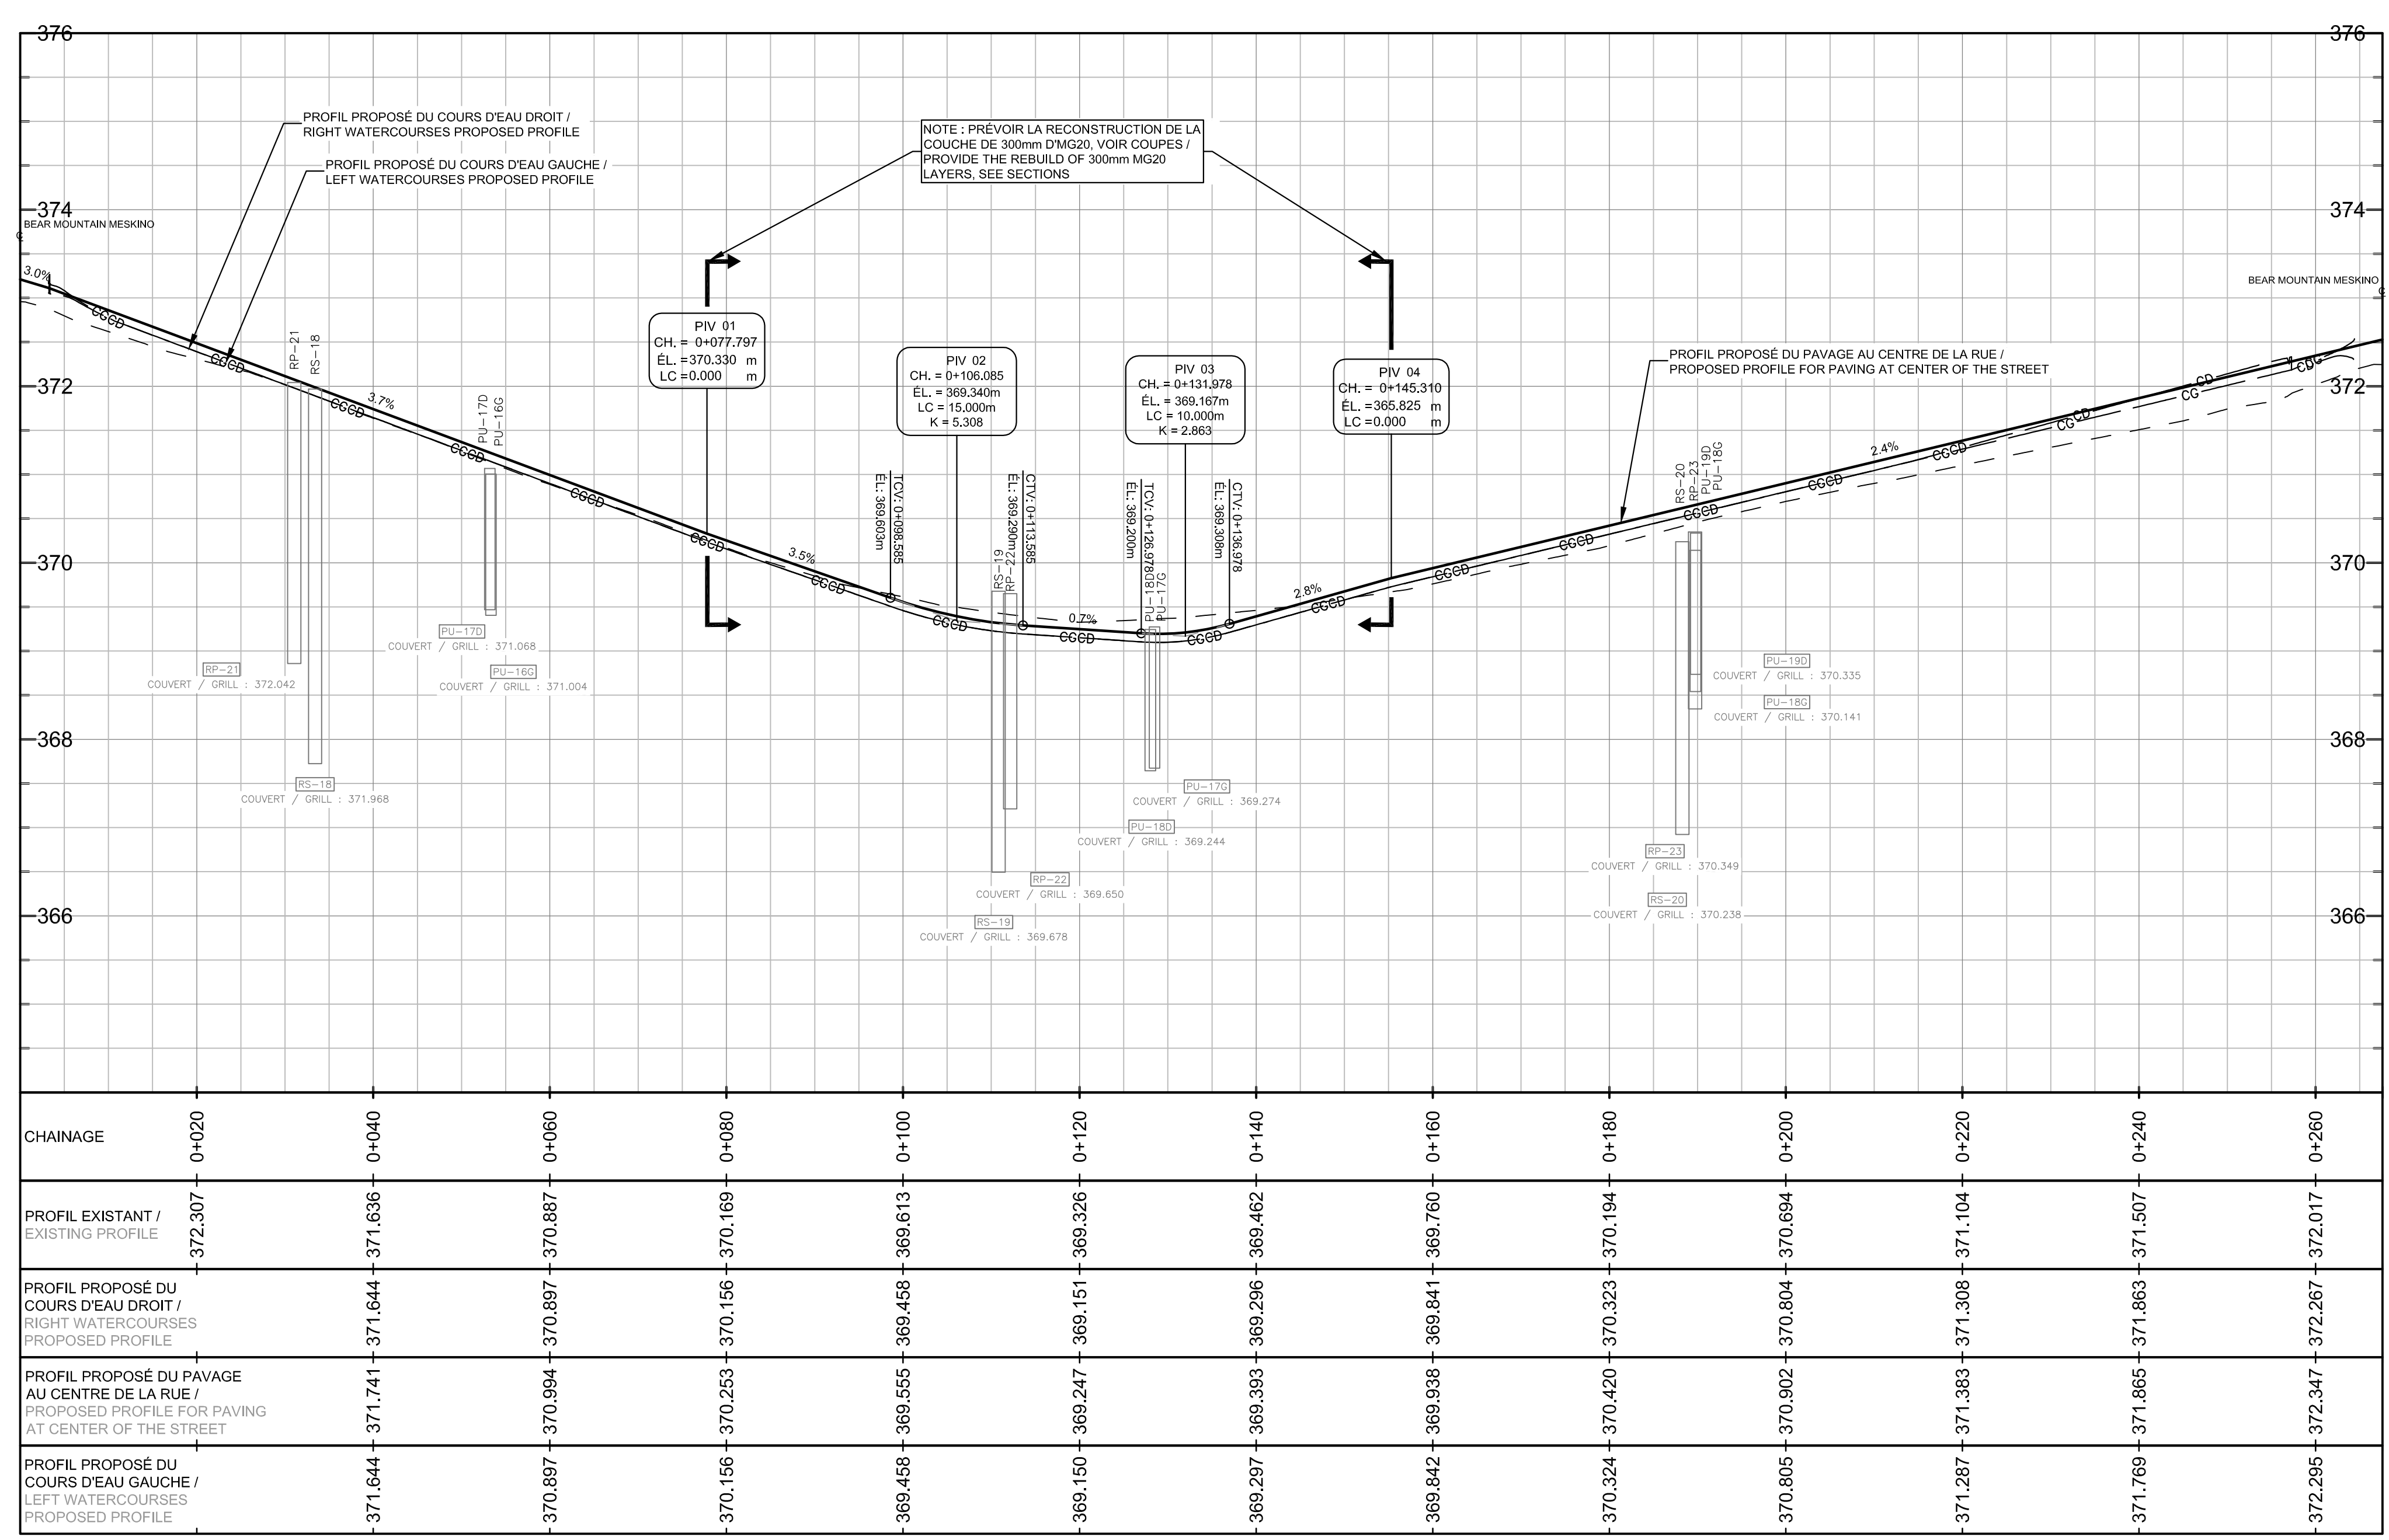 376
376
PROFIL PROPOSÉ DU COURS D'EAU DROIT /
RIGHT WATERCOURSES PROPOSED PROFILE
PROFIL PROPOSÉ DU COURS D'EAU GAUCHE /
LEFT WATERCOURSES PROPOSED PROFILE
NOTE : PRÉVOIR LA RECONSTRUCTION DE LA
COUCHE DE 300mm D'MG20, VOIR COUPES /
PROVIDE THE REBUILD OF 300mm MG20
LAYERS, SEE SECTIONS
374
374
BEAR MOUNTAIN MESKINO
BEAR MOUNTAIN MESKINO
3.0%
CGCD
CGCD
RP-21
RS-18
372
372
3.7%
CGCD
PU-17D
PU-16G
CGCD
CGCD
PIV 01
CH. = 0+077.797
ÉL. =370.330 m
LC =0.000 m
PIV 02
CH. = 0+106.085
ÉL. = 369.340m
LC = 15.000m
K = 5.308
PIV 03
CH. = 0+131.978
ÉL. = 369.167m
LC = 10.000m
K = 2.863
PIV 04
CH. = 0+145.310
ÉL. =365.825 m
LC =0.000 m
PROFIL PROPOSÉ DU PAVAGE AU CENTRE DE LA RUE /
PROPOSED PROFILE FOR PAVING AT CENTER OF THE STREET
CGCD
3.5%
CGCD
TCV: 0+098.585
ÉL: 369.603m
CTV: 0+113.585
ÉL: 369.290m
RS-19
RP-22
TCV: 0+126.978
ÉL: 369.200m
PU-18D
PU-17G
CTV: 0+136.978
ÉL: 369.308m
CGCD
0.7%
CGCD
CGCD
2.8%
CGCD
CGCD
CGCD
RS-20
RP-23
PU-19D
PU-18G
CGCD
CGCD
2.4%
CGCD
CG
CD
CG
CD
CD
370
370
PU-17D
COUVERT / GRILL : 371.068
PU-16G
COUVERT / GRILL : 371.004
RP-21
COUVERT / GRILL : 372.042
RS-18
COUVERT / GRILL : 371.968
PU-17G
COUVERT / GRILL : 369.274
PU-18D
COUVERT / GRILL : 369.244
RP-22
COUVERT / GRILL : 369.650
RS-19
COUVERT / GRILL : 369.678
PU-19D
COUVERT / GRILL : 370.335
PU-18G
COUVERT / GRILL : 370.141
RP-23
COUVERT / GRILL : 370.349
RS-20
COUVERT / GRILL : 370.238
368
368
366
366
CHAINAGE
0+020
0+040
0+060
0+080
0+100
0+120
0+140
0+160
0+180
0+200
0+220
0+240
0+260
PROFIL EXISTANT /
EXISTING PROFILE
372.307
371.636
370.887
370.169
369.613
369.326
369.462
369.760
370.194
370.694
371.104
371.507
372.017
PROFIL PROPOSÉ DU
COURS D'EAU DROIT /
RIGHT WATERCOURSES
PROPOSED PROFILE
371.644
370.897
370.156
369.458
369.151
369.296
369.841
370.323
370.804
371.308
371.863
372.267
PROFIL PROPOSÉ DU PAVAGE
AU CENTRE DE LA RUE /
PROPOSED PROFILE FOR PAVING
AT CENTER OF THE STREET
371.741
370.994
370.253
369.555
369.247
369.393
369.938
370.420
370.902
371.383
371.865
372.347
PROFIL PROPOSÉ DU
COURS D'EAU GAUCHE /
LEFT WATERCOURSES
PROPOSED PROFILE
371.644
370.897
370.156
369.458
369.150
369.297
369.842
370.324
370.805
371.287
371.769
372.295